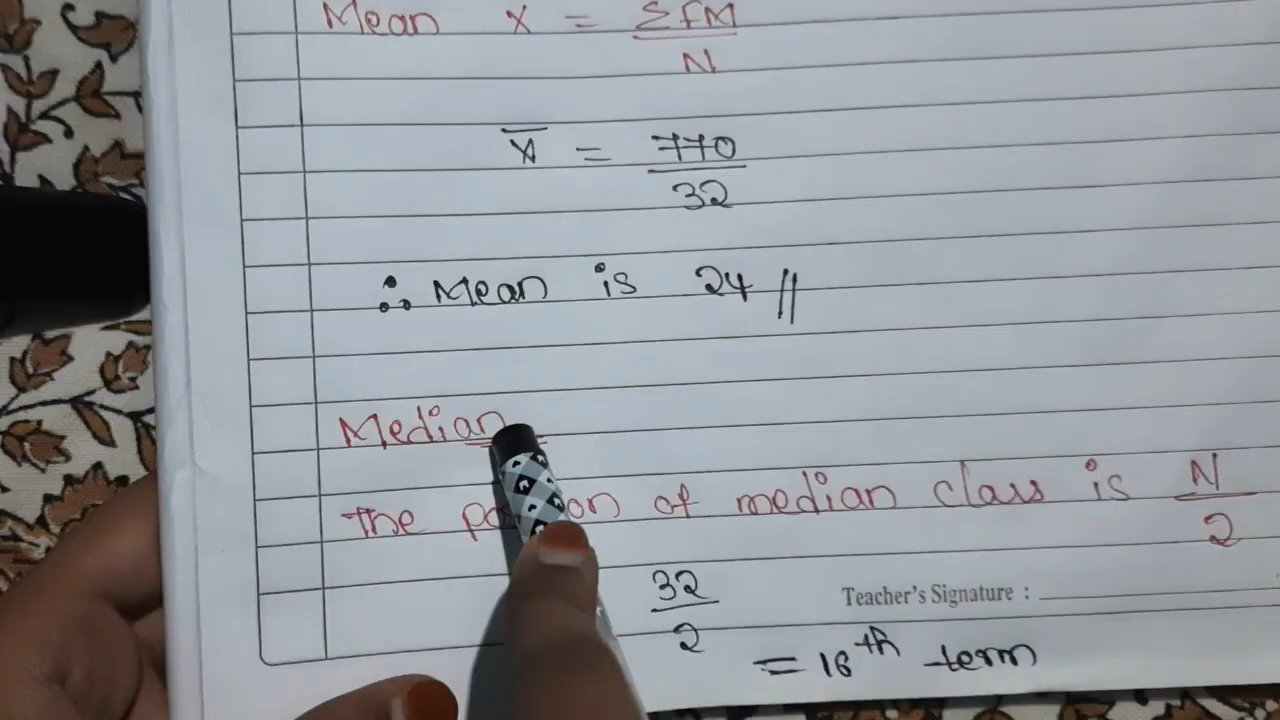 Mean X = ΣfM
N
X̄ = 770
32
∴ Mean is 24 //
Median
The of median class is N
2
32
2
Teacher's Signature :
= 16th term